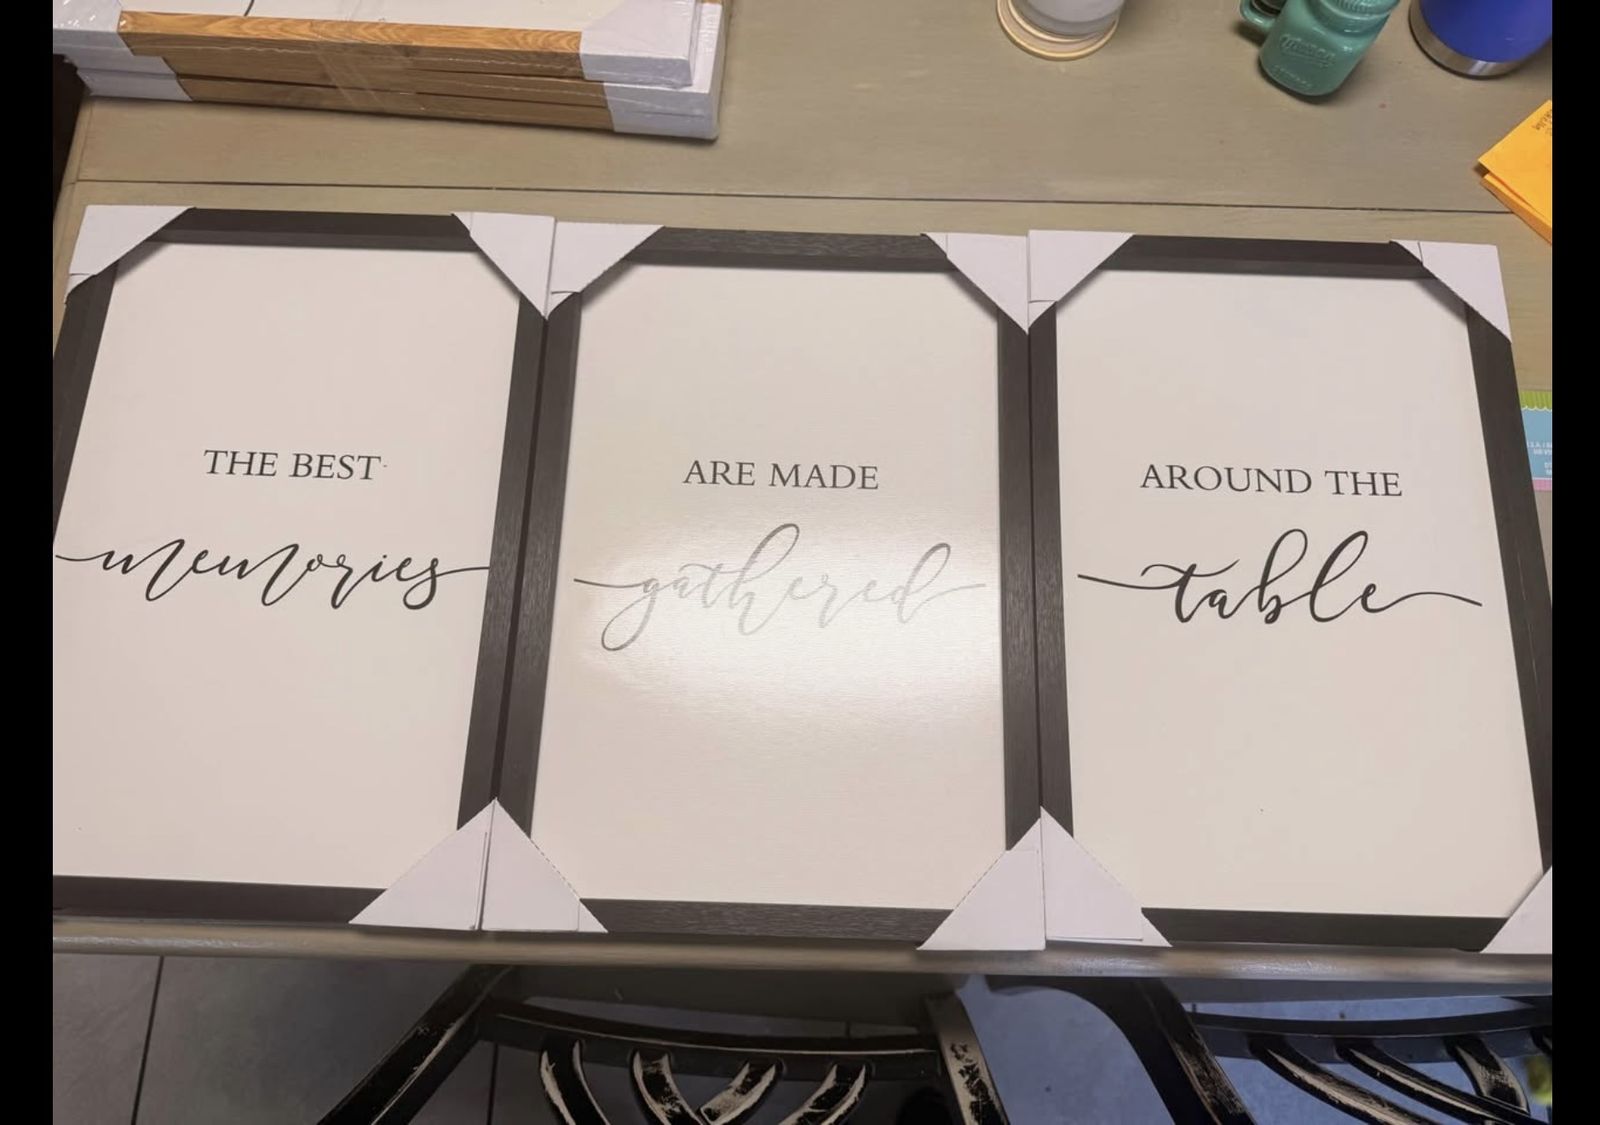 THE BEST
memories
ARE MADE
gathered
AROUND THE
table